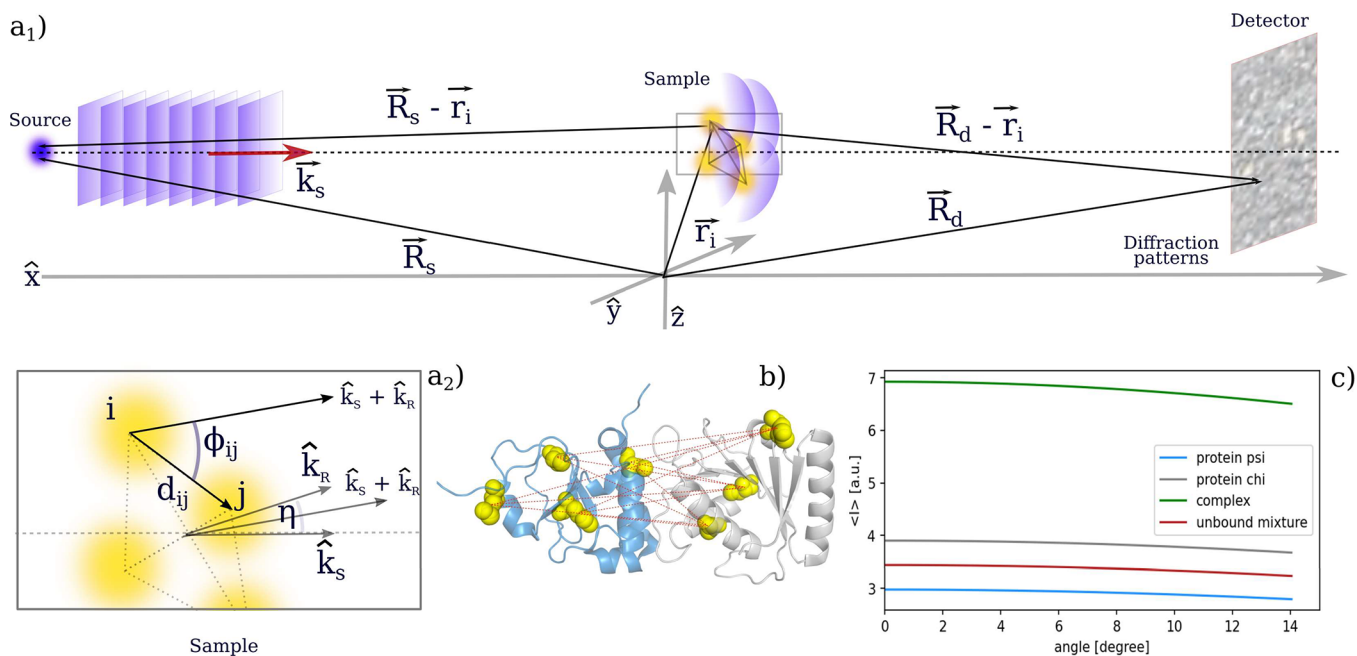 a₁)
Source
k⃗ₛ
R⃗ₛ - r⃗ᵢ
R⃗ₛ
Sample
r⃗ᵢ
R⃗d - r⃗ᵢ
R⃗d
Detector
Diffraction
patterns
x̂
ŷ
ẑ
a₂)
i
k̂ₛ + k̂ʀ
ϕᵢⱼ
dᵢⱼ
j
k̂ʀ
k̂ₛ + k̂ʀ
η
k̂ₛ
Sample
b)
c)
<I> [a.u.]
7
6
5
4
3
protein psi
protein chi
complex
unbound mixture
0 2 4 6 8 10 12 14
angle [degree]